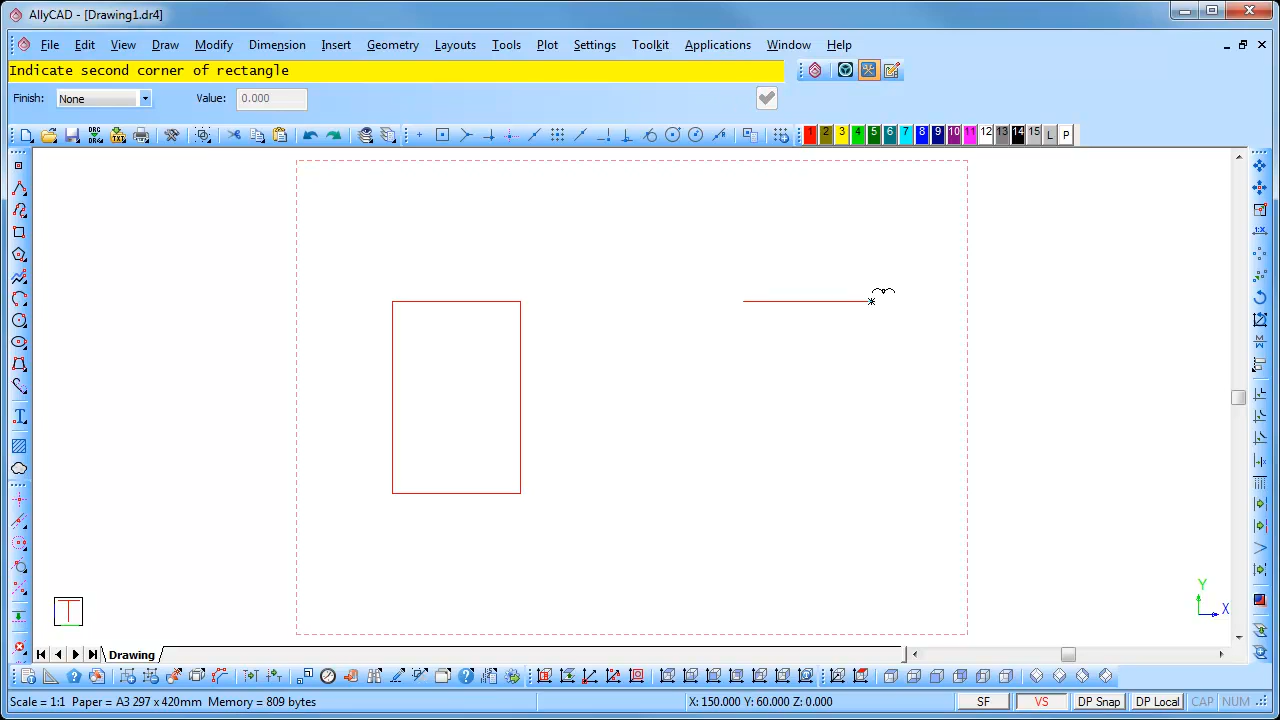 AllyCAD - [Drawing1.dr4]
File Edit View Draw Modify Dimension Insert Geometry Layouts Tools Plot Settings Toolkit Applications Window Help
Indicate second corner of rectangle
Finish: None Value: 0.000
DRG TXT 1 2 3 4 5 6 7 8 9 10 11 12 13 14 15 L P
1:X
Y
X
Drawing
Scale = 1:1 Paper = A3 297 x 420mm Memory = 809 bytes X: 150.000 Y: 60.000 Z: 0.000 SF VS DP Snap DP Local CAP NUM